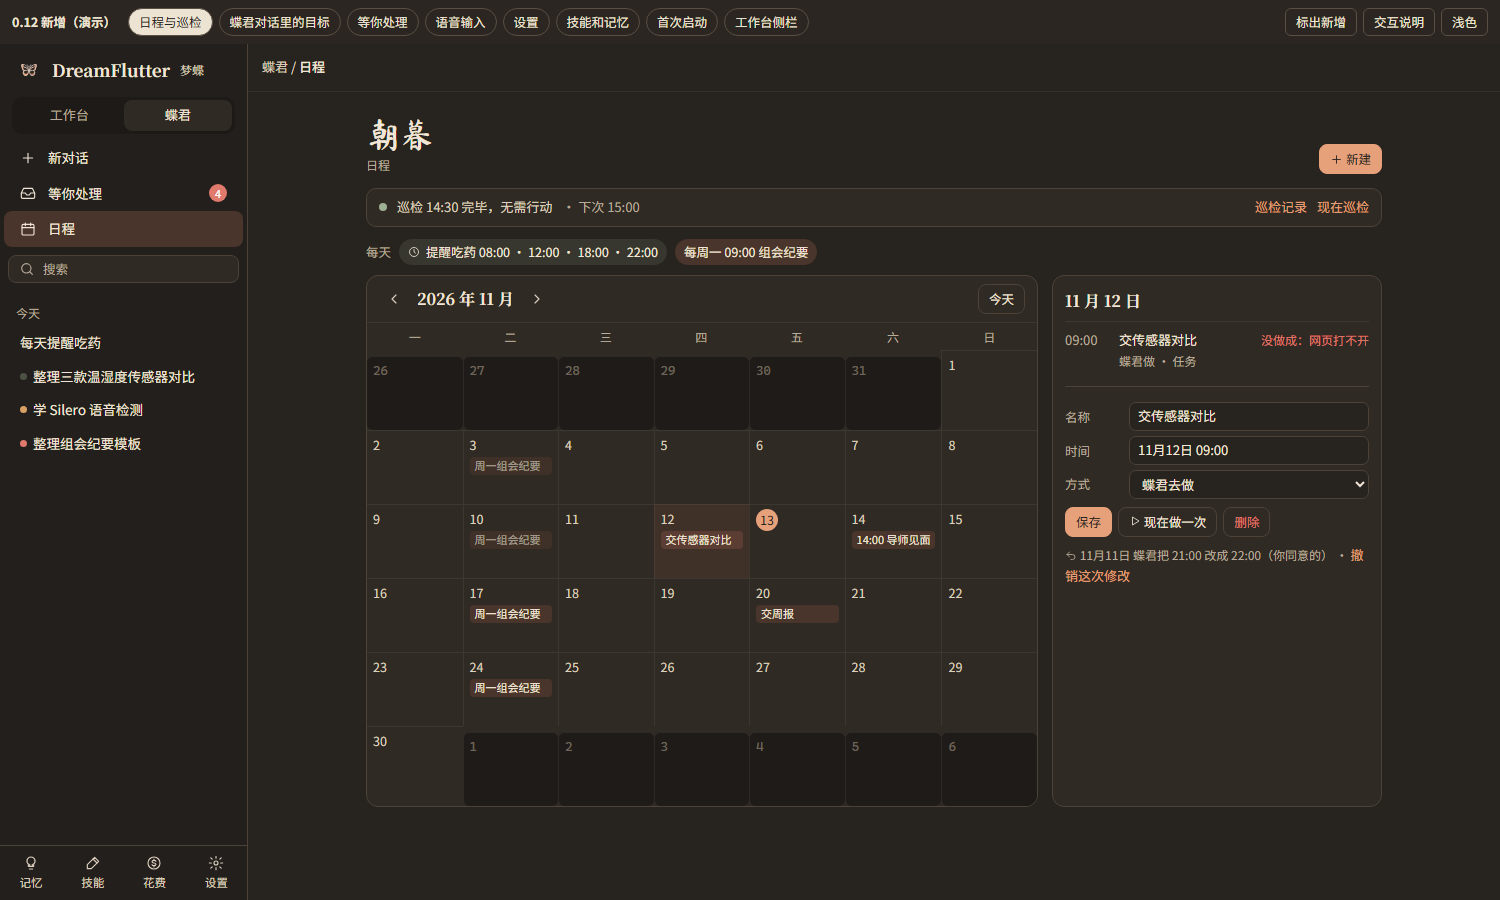 0.12 新增（演示） 日程与巡检 蝶君对话里的目标 等你处理 语音输入 设置 技能和记忆 首次启动 工作台侧栏 标出新增 交互说明 浅色
DreamFlutter 梦蝶
工作台 蝶君
新对话
等你处理 4
日程
搜索
今天
每天提醒吃药
整理三款温湿度传感器对比
学 Silero 语音检测
整理组会纪要模板
记忆 技能 花费 设置
蝶君 / 日程
朝暮
日程
+ 新建
巡检 14:30 完毕，无需行动 · 下次 15:00 巡检记录 现在巡检
每天 提醒吃药 08:00 · 12:00 · 18:00 · 22:00 每周一 09:00 组会纪要
2026 年 11 月 今天
一 二 三 四 五 六 日
26 27 28 29 30 31 1
2 3 4 5 6 7 8
周一组会纪要
9 10 11 12 13 14 15
周一组会纪要 交传感器对比 14:00 导师见面
16 17 18 19 20 21 22
周一组会纪要 交周报
23 24 25 26 27 28 29
周一组会纪要
30 1 2 3 4 5 6
11 月 12 日
09:00 交传感器对比 没做成：网页打不开
蝶君做 · 任务
名称 交传感器对比
时间 11月12日 09:00
方式 蝶君去做
保存 现在做一次 删除
11月11日 蝶君把 21:00 改成 22:00（你同意的） · 撤
销这次修改